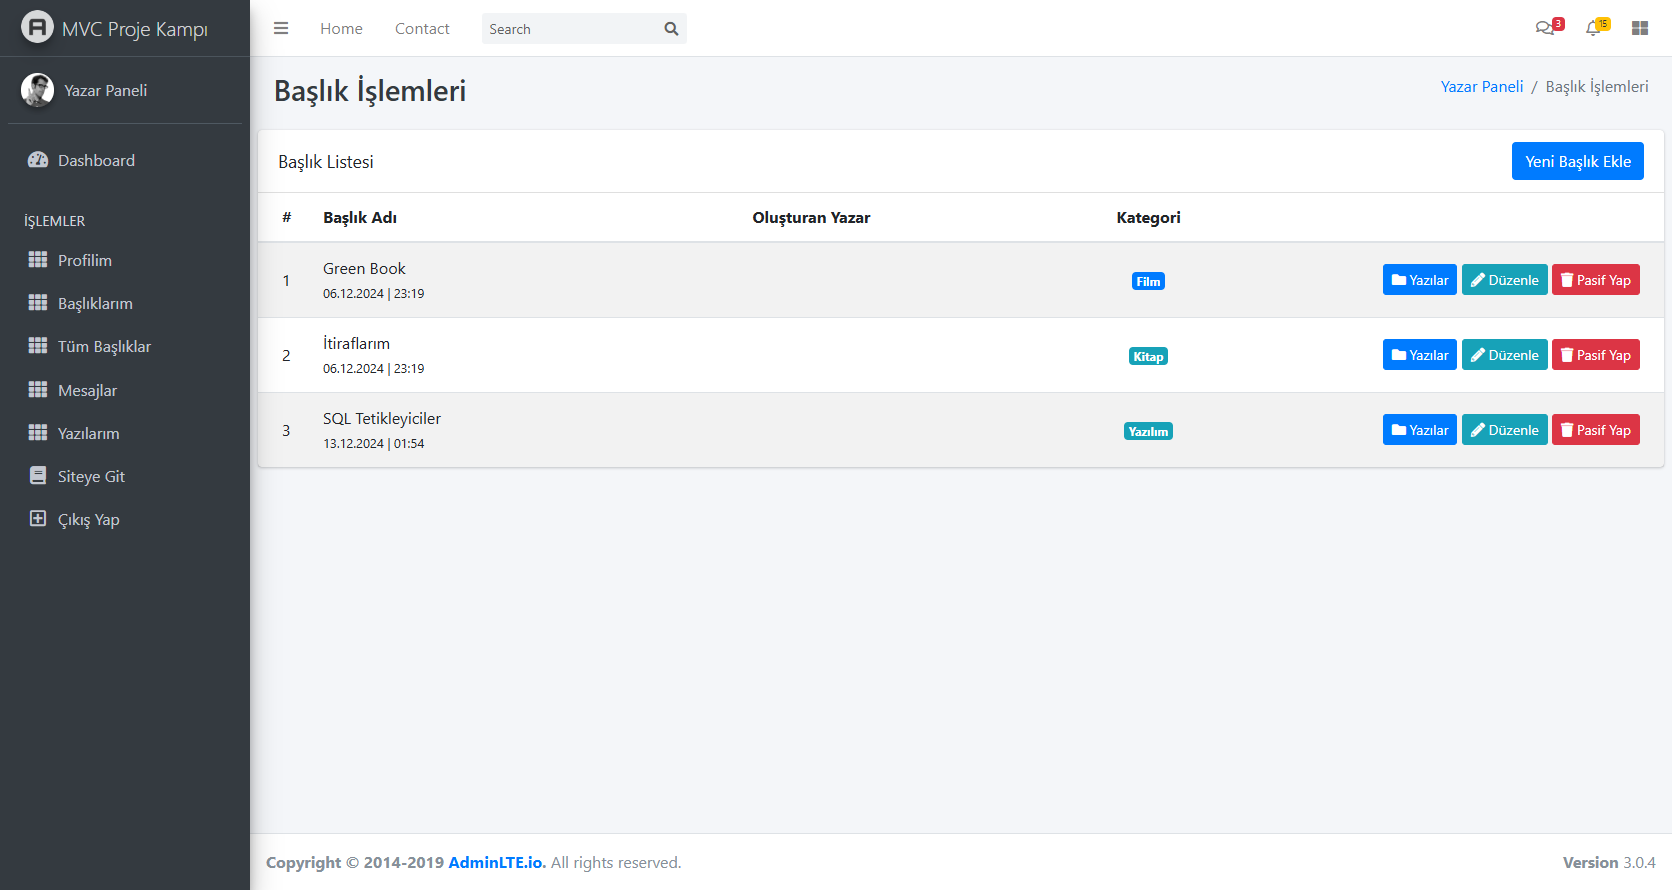 MVC Proje Kampı
Home
Contact
Search
3
15
Yazar Paneli
Dashboard
İŞLEMLER
Profilim
Başlıklarım
Tüm Başlıklar
Mesajlar
Yazılarım
Siteye Git
Çıkış Yap
Başlık İşlemleri
Yazar Paneli / Başlık İşlemleri
Başlık Listesi
Yeni Başlık Ekle
# Başlık Adı Oluşturan Yazar Kategori
1 Green Book Film Yazılar Düzenle Pasif Yap
06.12.2024 | 23:19
2 İtiraflarım Kitap Yazılar Düzenle Pasif Yap
06.12.2024 | 23:19
3 SQL Tetikleyiciler Yazılım Yazılar Düzenle Pasif Yap
13.12.2024 | 01:54
Copyright © 2014-2019 AdminLTE.io. All rights reserved.
Version 3.0.4